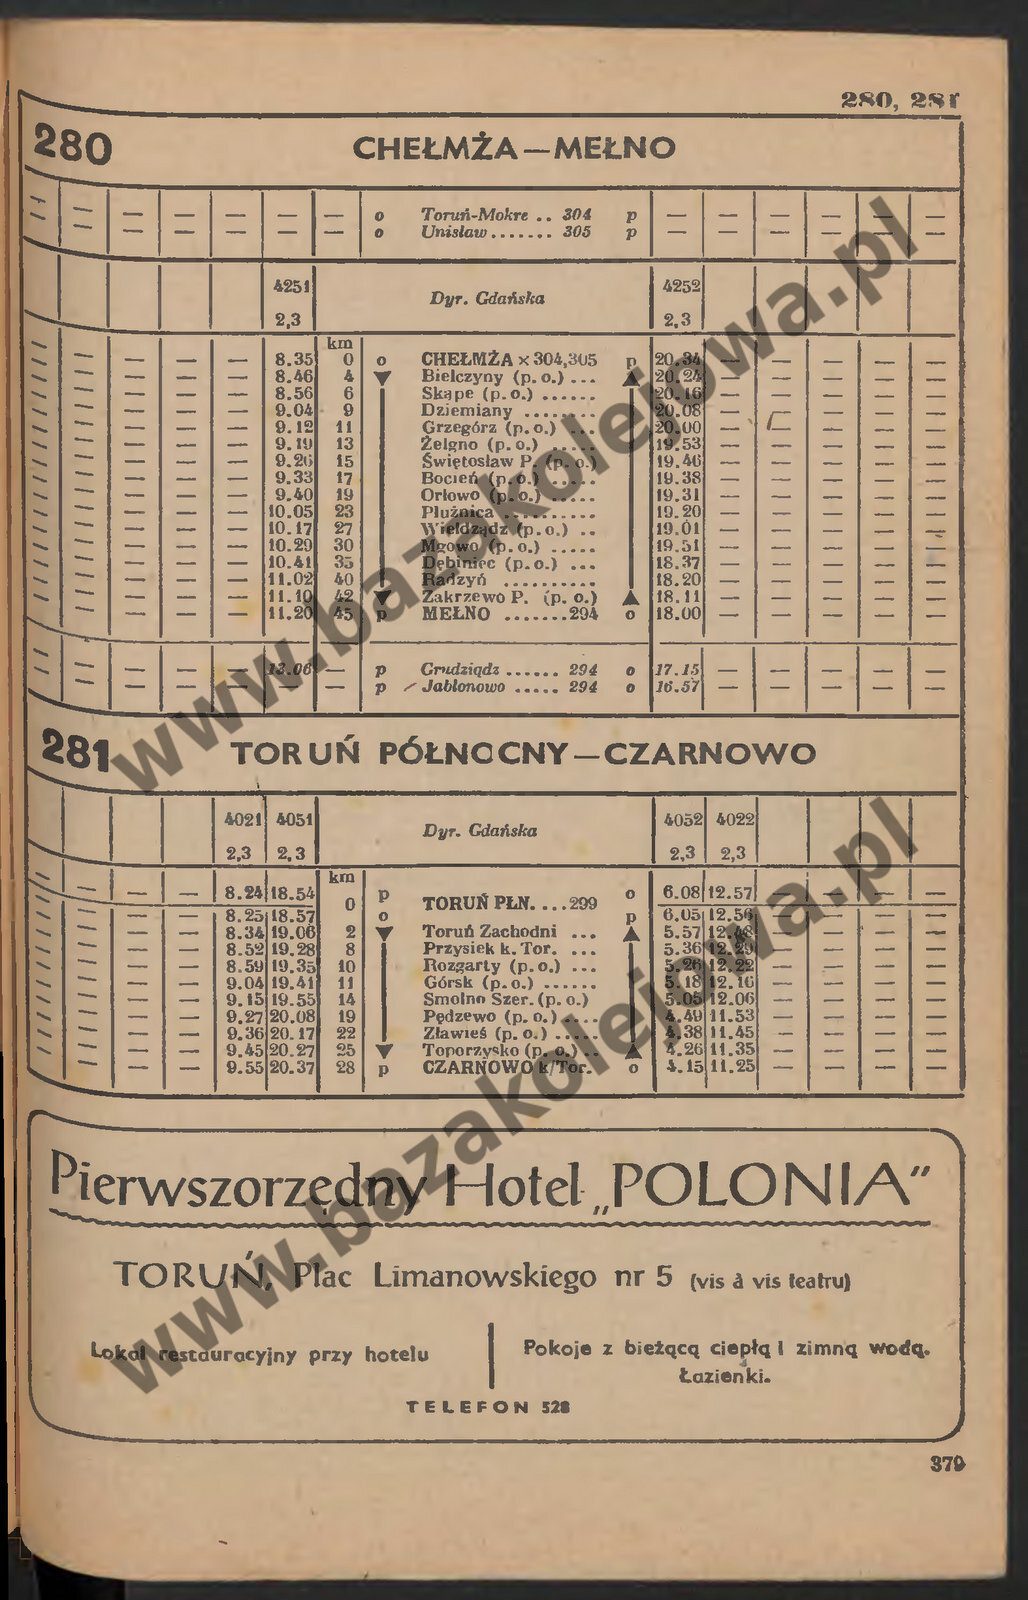 280, 281
280 CHEŁMŻA—MEŁNO
— — — — — — — o Toruń-Mokre .. 304 p — — — — — —
— — — — — — — o Unisław....... 305 p — — — — — —
4251 Dyr. Gdańska 4252
2,3 2,3
km
— — — — — 8.35 0 o CHEŁMŻA x 304,305 p 20.34 — — — — —
— — — — — 8.46 4 Bielczyny (p.o.) ... 20.24 — — — — —
— — — — — 8.56 6 Skąpe (p.o.) ...... 20.16 — — — — —
— — — — — 9.04 9 Dziemiany ........ 20.08 — — — — —
— — — — — 9.12 11 Grzegórz (p.o.) ... 20.00 — — — — —
— — — — — 9.19 13 Żelgno (p.o.) ..... 19.53 — — — — —
— — — — — 9.26 15 Świętosław P. (p.o.) 19.46 — — — — —
— — — — — 9.33 17 Bocień (p.o.) ..... 19.38 — — — — —
— — — — — 9.40 19 Orłowo (p.o.) ..... 19.31 — — — — —
— — — — — 10.05 23 Płużnica .......... 19.20 — — — — —
— — — — — 10.17 27 Wieldządz (p.o.) .. 19.01 — — — — —
— — — — — 10.29 30 Mgowo (p.o.) ..... 19.51 — — — — —
— — — — — 10.41 35 Dębiniec (p.o.) ... 18.37 — — — — —
— — — — — 11.02 40 Radzyń .......... 18.20 — — — — —
— — — — — 11.10 42 Zakrzewo P. (p.o.) 18.11 — — — — —
— — — — — 11.20 45 p MEŁNO .......294 o 18.00 — — — — —
— — — — — 13.06 — p Grudziądz ...... 294 o 17.15 — — — — —
— — — — — — p Jabłonowo ..... 294 o 16.57 — — — — —
281 TORUŃ PÓŁNOCNY—CZARNOWO
4021 4051 Dyr. Gdańska 4052 4022
2,3 2,3 2,3 2,3
km
— — — — 8.24 18.54 0 p TORUŃ PŁN. ...299 o 6.08 12.57 — — — —
— — — — 8.25 18.57 o p 6.05 12.56 — — — —
— — — — 8.34 19.06 2 Toruń Zachodni ... 5.57 12.48 — — — —
— — — — 8.52 19.28 8 Przysiek k. Tor. ... 5.36 12.29 — — — —
— — — — 8.59 19.35 10 Rozgarty (p.o.) ... 5.26 12.22 — — — —
— — — — 9.04 19.41 11 Górsk (p.o.) ...... 5.18 12.16 — — — —
— — — — 9.15 19.55 14 Smolno Szer. (p.o.) 5.05 12.06 — — — —
— — — — 9.27 20.08 19 Pędzewo (p.o.) .... 4.49 11.53 — — — —
— — — — 9.36 20.17 22 Zławieś (p.o.) ..... 4.38 11.45 — — — —
— — — — 9.45 20.27 25 Toporzysko (p.o.) .. 4.26 11.35 — — — —
— — — — 9.55 20.37 28 p CZARNOWO k/Tor. o 4.15 11.25 — — — —
Pierwszorzędny Hotel „POLONIA"
TORUŃ, Plac Limanowskiego nr 5 (vis à vis teatru)
Lokal restauracyjny przy hotelu
Pokoje z bieżącą ciepłą i zimną wodą.
Łazienki.
TELEFON 528
379
www.bazakolejowa.pl
www.bazakolejowa.pl